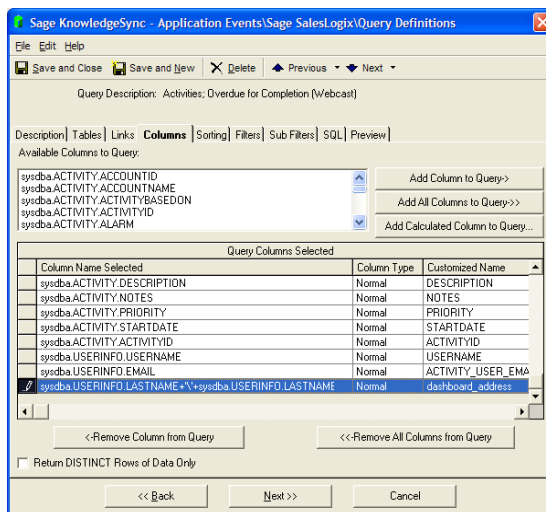 Sage KnowledgeSync - Application Events\Sage SalesLogix\Query Definitions
File Edit Help
Save and Close Save and New Delete Previous Next
Query Description: Activities; Overdue for Completion (Webcast)
Description Tables Links Columns Sorting Filters Sub Filters SQL Preview
Available Columns to Query:
sysdba.ACTIVITY.ACCOUNTID
sysdba.ACTIVITY.ACCOUNTNAME
sysdba.ACTIVITY.ACTIVITYBASEDON
sysdba.ACTIVITY.ACTIVITYID
sysdba.ACTIVITY.ALARM
Add Column to Query->
Add All Columns to Query->>
Add Calculated Column to Query...
Query Columns Selected
Column Name Selected Column Type Customized Name
sysdba.ACTIVITY.DESCRIPTION Normal DESCRIPTION
sysdba.ACTIVITY.NOTES Normal NOTES
sysdba.ACTIVITY.PRIORITY Normal PRIORITY
sysdba.ACTIVITY.STARTDATE Normal STARTDATE
sysdba.ACTIVITY.ACTIVITYID Normal ACTIVITYID
sysdba.USERINFO.USERNAME Normal USERNAME
sysdba.USERINFO.EMAIL Normal ACTIVITY_USER_EMA
sysdba.USERINFO.LASTNAME+'\'+sysdba.USERINFO.LASTNAME Normal dashboard_address
<-Remove Column from Query <<-Remove All Columns from Query
Return DISTINCT Rows of Data Only
<< Back Next >> Cancel